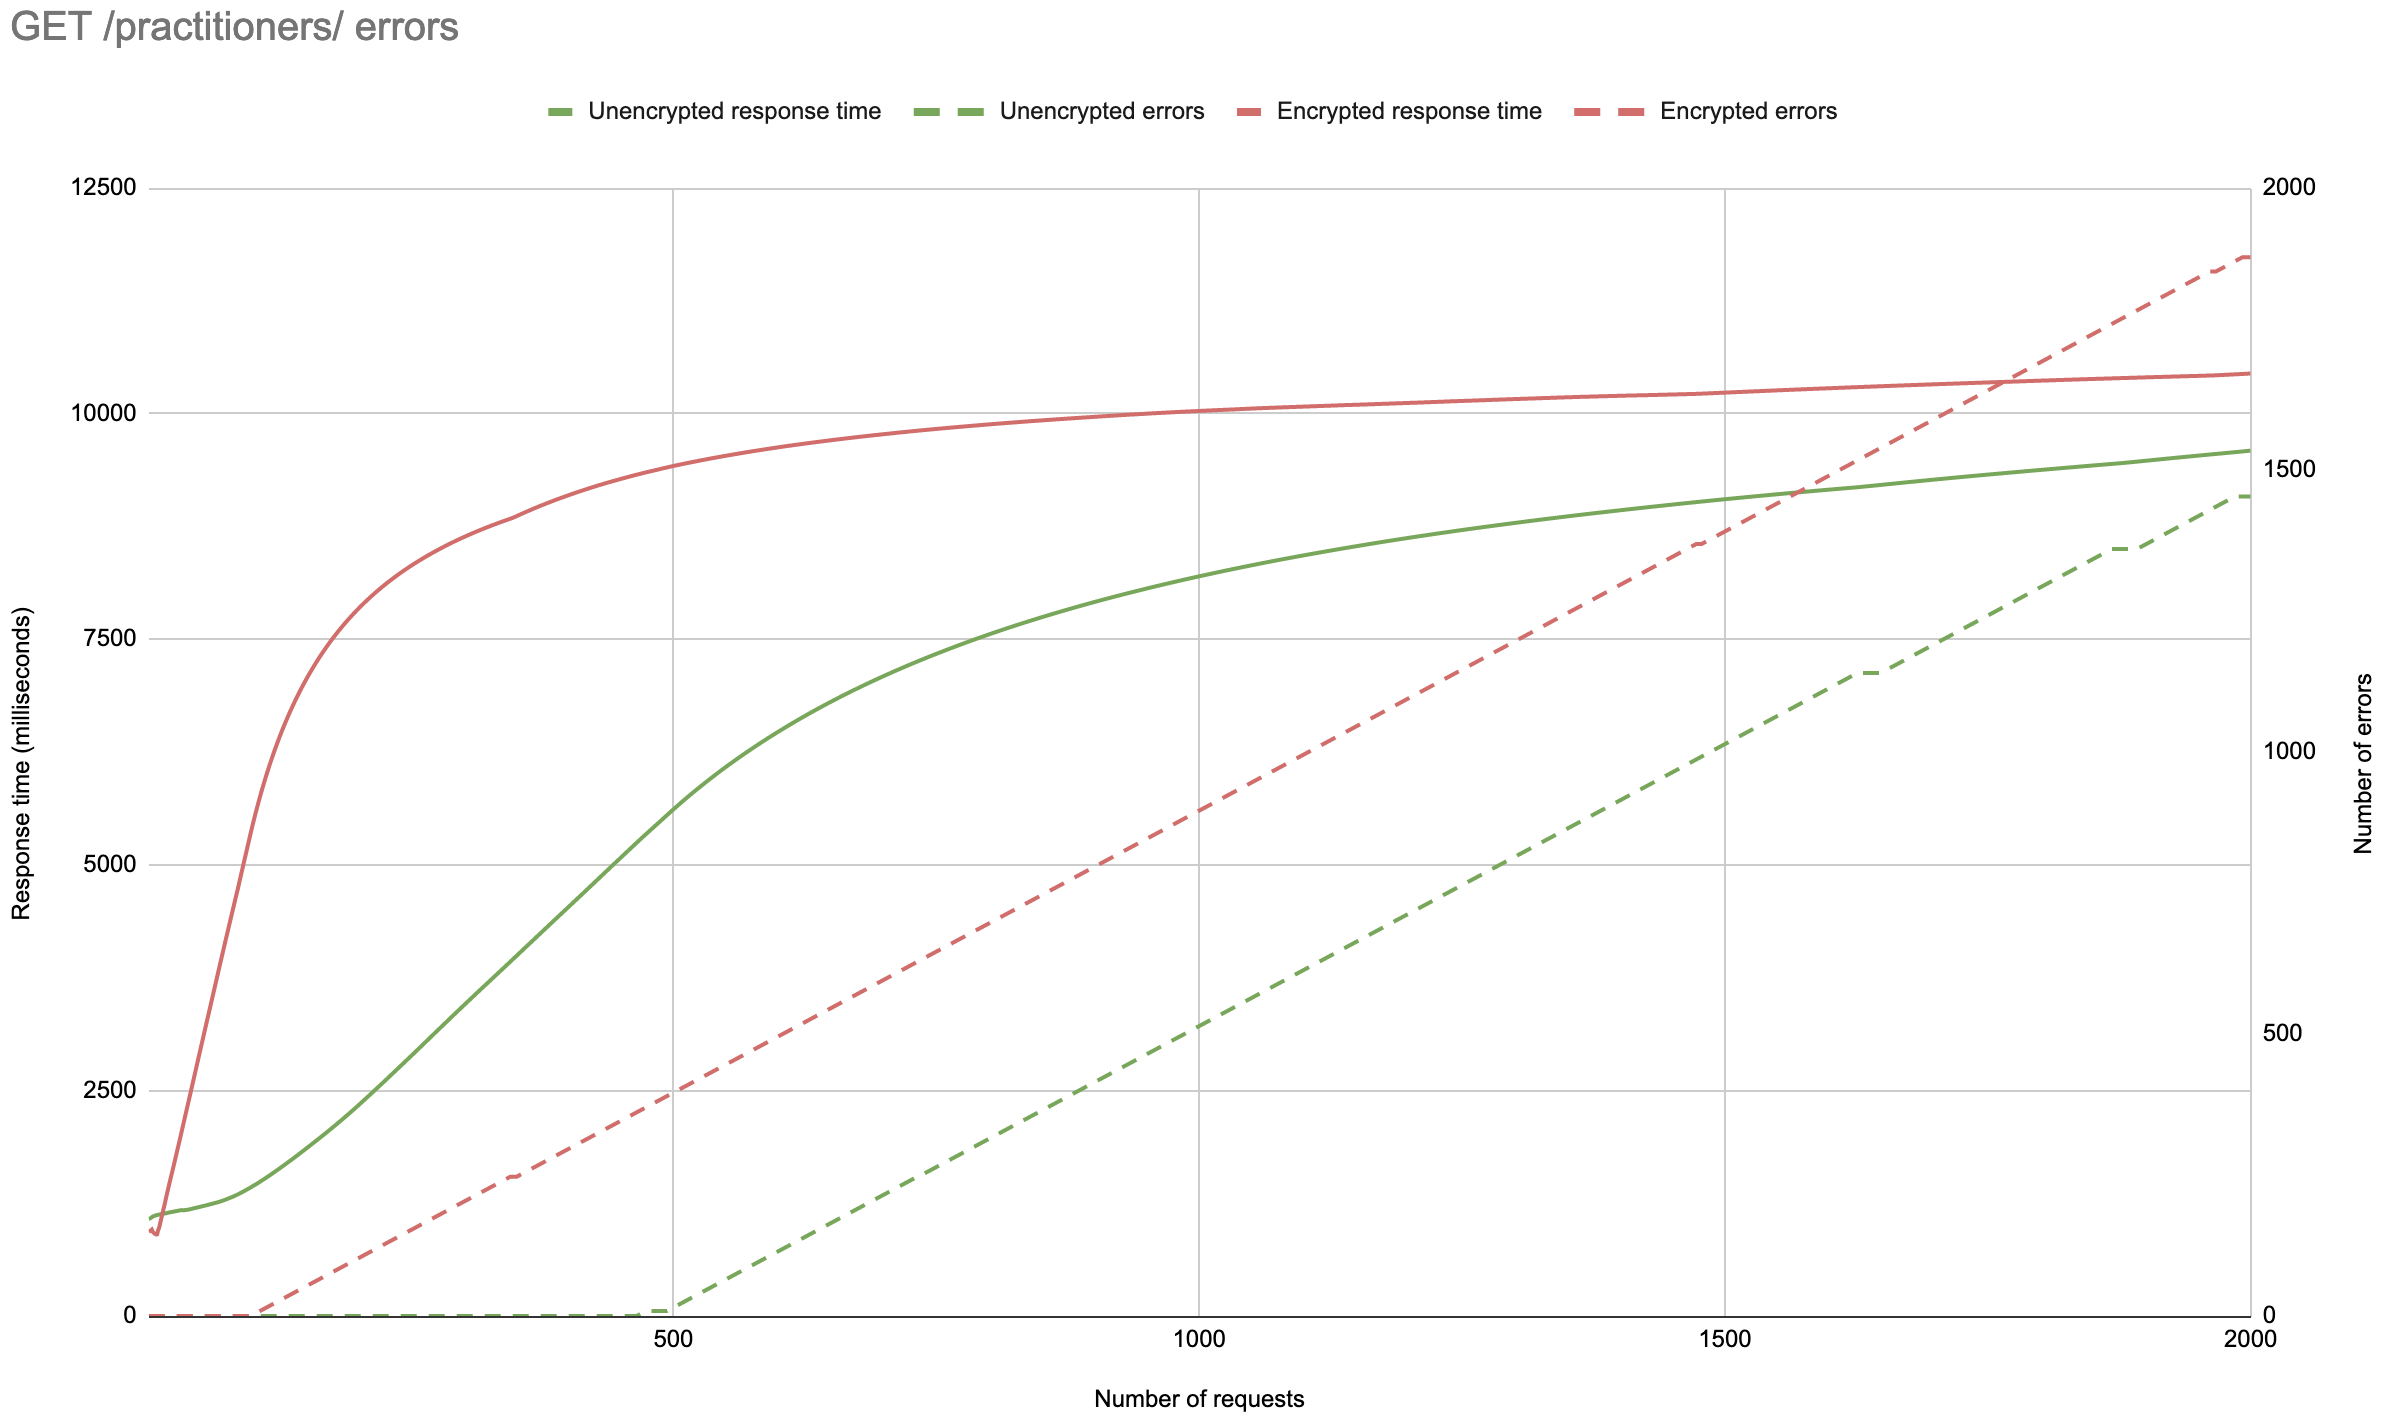 GET /practitioners/ errors
Unencrypted response time
Unencrypted errors
Encrypted response time
Encrypted errors
12500
10000
7500
5000
2500
0
Response time (milliseconds)
2000
1500
1000
500
0
Number of errors
500
1000
1500
2000
Number of requests